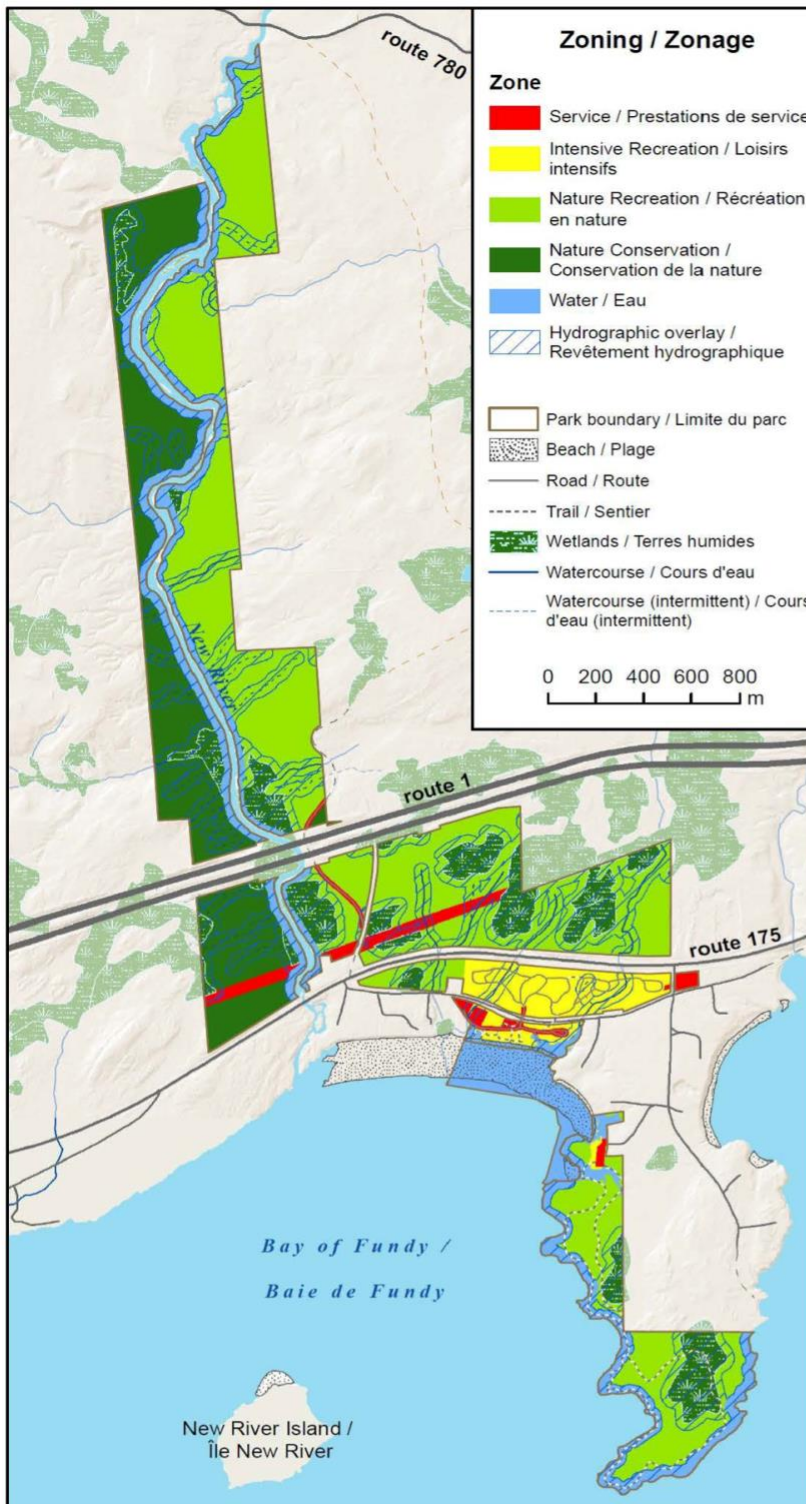 route 780
Zoning / Zonage
Zone
Service / Prestations de service
Intensive Recreation / Loisirs
intensifs
Nature Recreation / Récréation
en nature
Nature Conservation /
Conservation de la nature
Water / Eau
Hydrographic overlay /
Revêtement hydrographique
Park boundary / Limite du parc
Beach / Plage
Road / Route
Trail / Sentier
Wetlands / Terres humides
Watercourse / Cours d'eau
Watercourse (intermittent) / Cours
d'eau (intermittent)
0 200 400 600 800
m
New River
route 1
route 175
Bay of Fundy /
Baie de Fundy
New River Island /
Île New River